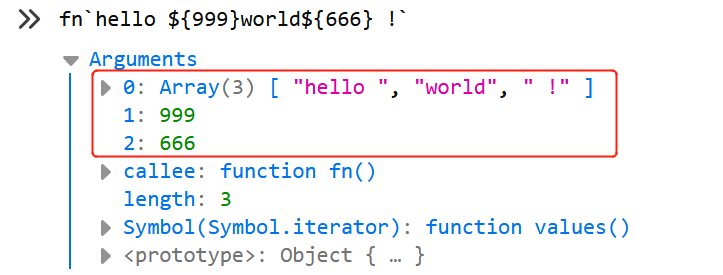 fn`hello ${999}world${666} !`
Arguments
0: Array(3) [ "hello ", "world", " !" ]
1: 999
2: 666
callee: function fn()
length: 3
Symbol(Symbol.iterator): function values()
<prototype>: Object { … }